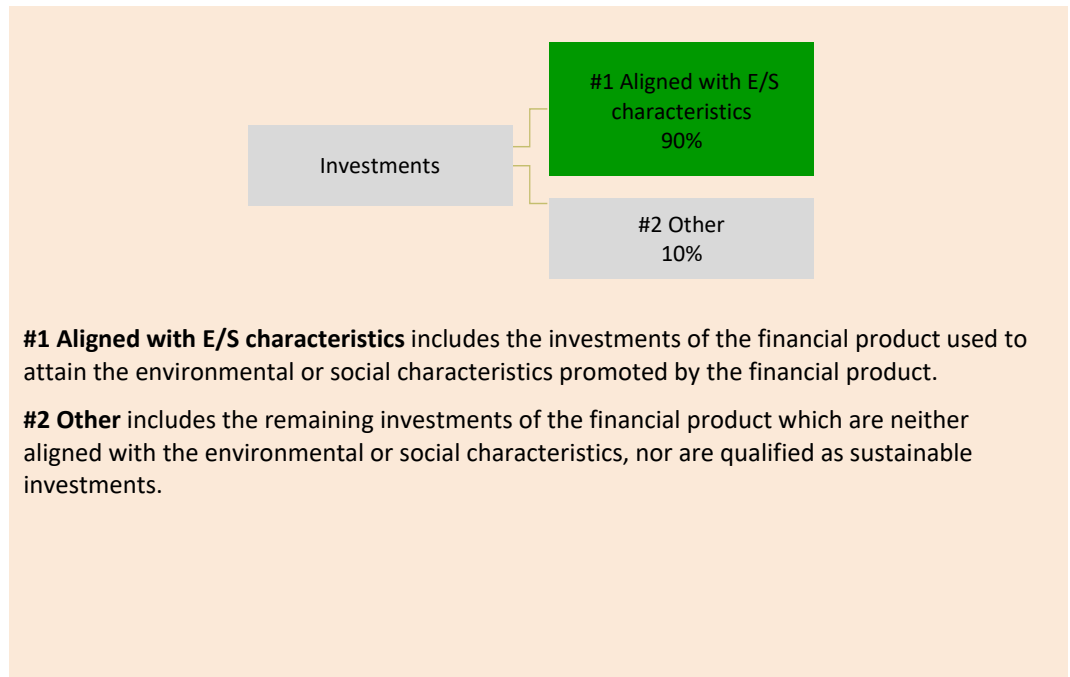 #1 Aligned with E/S
characteristics
90%
Investments
#2 Other
10%
#1 Aligned with E/S characteristics includes the investments of the financial product used to
attain the environmental or social characteristics promoted by the financial product.
#2 Other includes the remaining investments of the financial product which are neither
aligned with the environmental or social characteristics, nor are qualified as sustainable
investments.